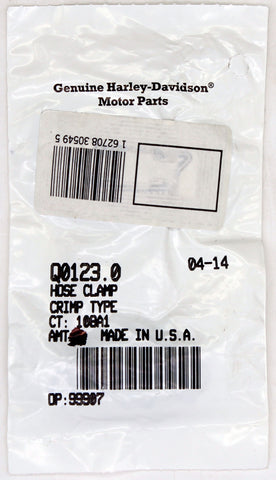 Genuine Harley-Davidson®
Motor Parts
1 62708 30549 5
Q0123.0 04-14
HOSE CLAMP
CRIMP TYPE
CT: 108A1
AMT MADE IN U.S.A.
OP:99907